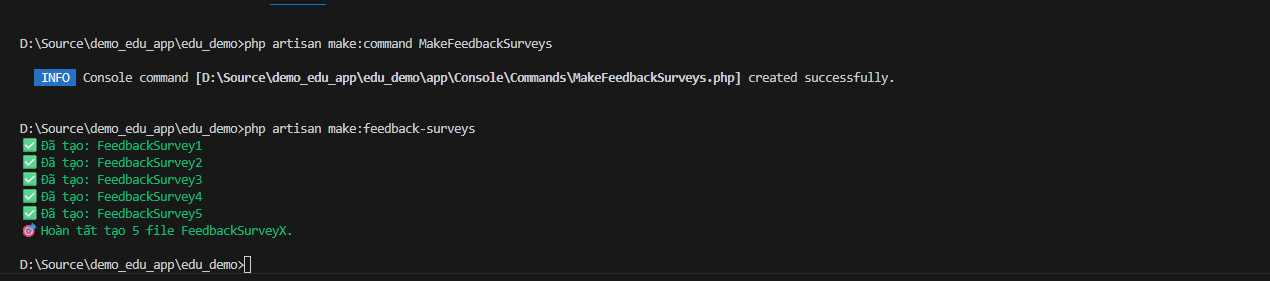 D:\Source\demo_edu_app\edu_demo>php artisan make:command MakeFeedbackSurveys
INFO Console command [D:\Source\demo_edu_app\edu_demo\app\Console\Commands\MakeFeedbackSurveys.php] created successfully.
D:\Source\demo_edu_app\edu_demo>php artisan make:feedback-surveys
✅ Đã tạo: FeedbackSurvey1
✅ Đã tạo: FeedbackSurvey2
✅ Đã tạo: FeedbackSurvey3
✅ Đã tạo: FeedbackSurvey4
✅ Đã tạo: FeedbackSurvey5
🎯 Hoàn tất tạo 5 file FeedbackSurveyX.
D:\Source\demo_edu_app\edu_demo>